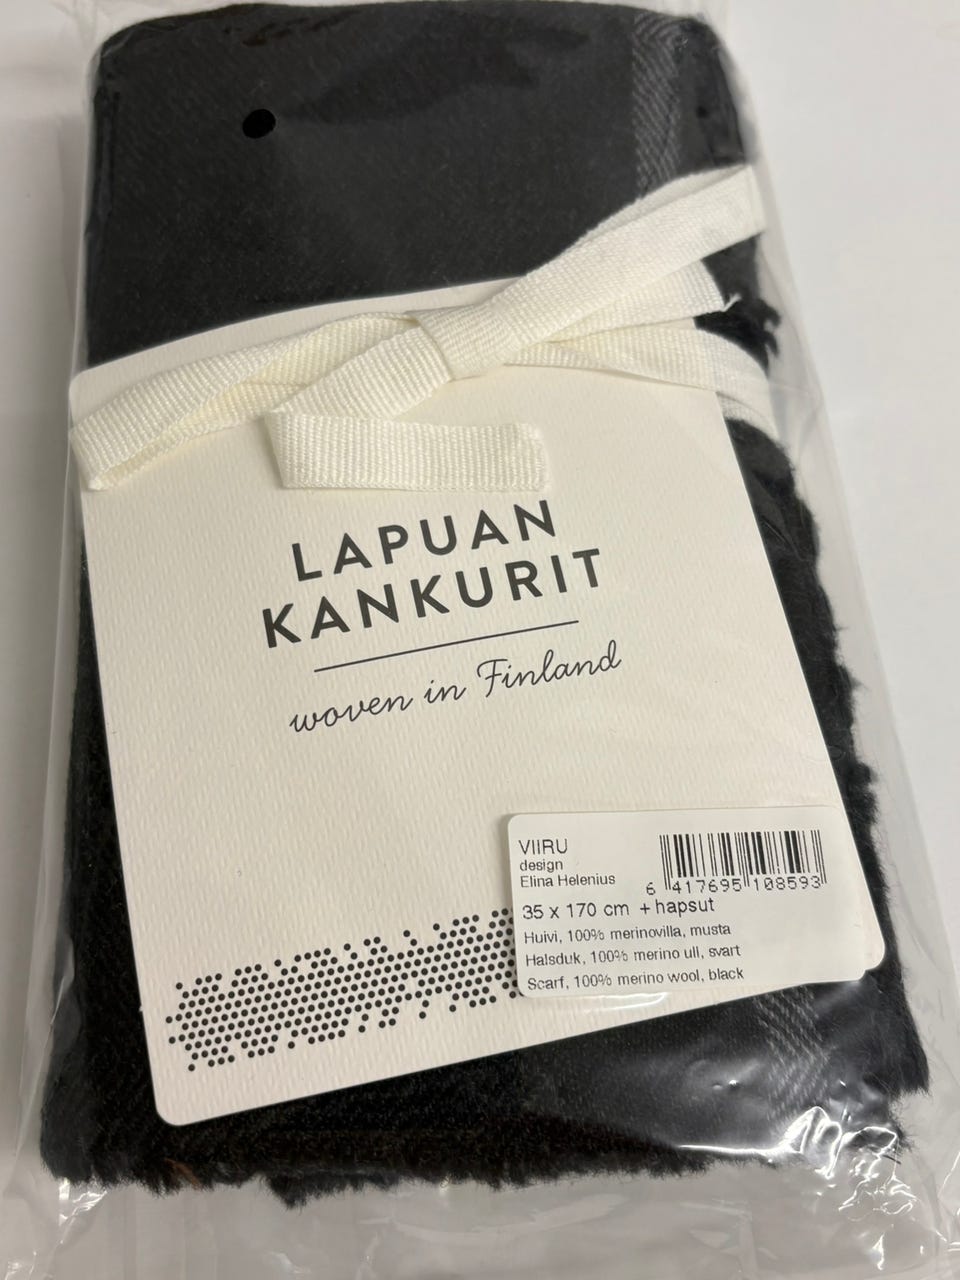 LAPUAN
KANKURIT
woven in Finland
VIIRU
design
Elina Helenius
6 417695 108593
35 x 170 cm + hapsut
Huivi, 100% merinovilla, musta
Halsduk, 100% merino ull, svart
Scarf, 100% merino wool, black